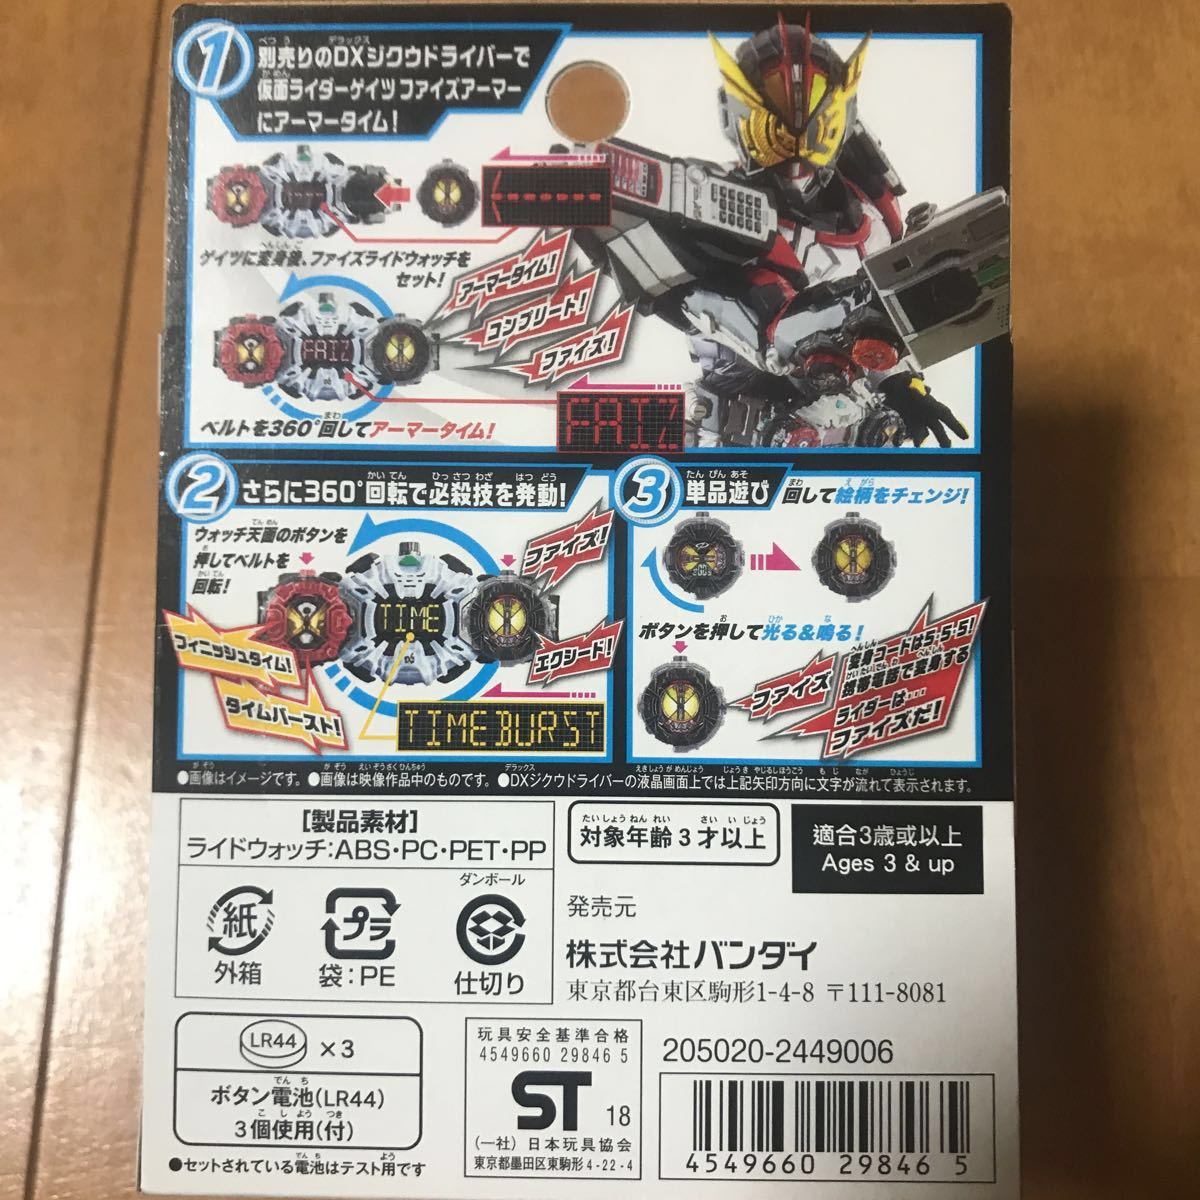 1
別売りのDXジクウドライバーで
仮面ライダーゲイツ ファイズアーマー
にアーマータイム!
ゲイツに変身後、ファイズライドウォッチを
セット!
アーマータイム!
コンプリート!
ファイズ!
FAIZ
FAIZ
ベルトを360°回してアーマータイム!
2
さらに360°回転で必殺技を発動!
ウォッチ天面のボタンを
押してベルトを
回転!
ファイズ!
TIME
フィニッシュタイム!
エクシード!
タイムバースト!
TIME BURST
3
単品遊び
回して絵柄をチェンジ!
ボタンを押して光る&鳴る!
ファイズ
変身コードは5・5・5!
携帯電話で変身する
ライダーは…
ファイズだ!
●画像はイメージです。●画像は映像作品中のものです。●DXジクウドライバーの液晶画面上では上記矢印方向に文字が流れて表示されます。
[製品素材]
ライドウォッチ:ABS・PC・PET・PP
紙
外箱
プラ
袋:PE
ダンボール
仕切り
対象年齢3才以上
適合3歳或以上
Ages 3 & up
発売元
株式会社バンダイ
東京都台東区駒形1-4-8 〒111-8081
LR44 ×3
ボタン電池(LR44)
3個使用(付)
●セットされている電池はテスト用です
玩具安全基準合格
4549660 29846 5
ST 18
(一社)日本玩具協会
東京都墨田区東駒形4-22-4
205020-2449006
4549660 298465